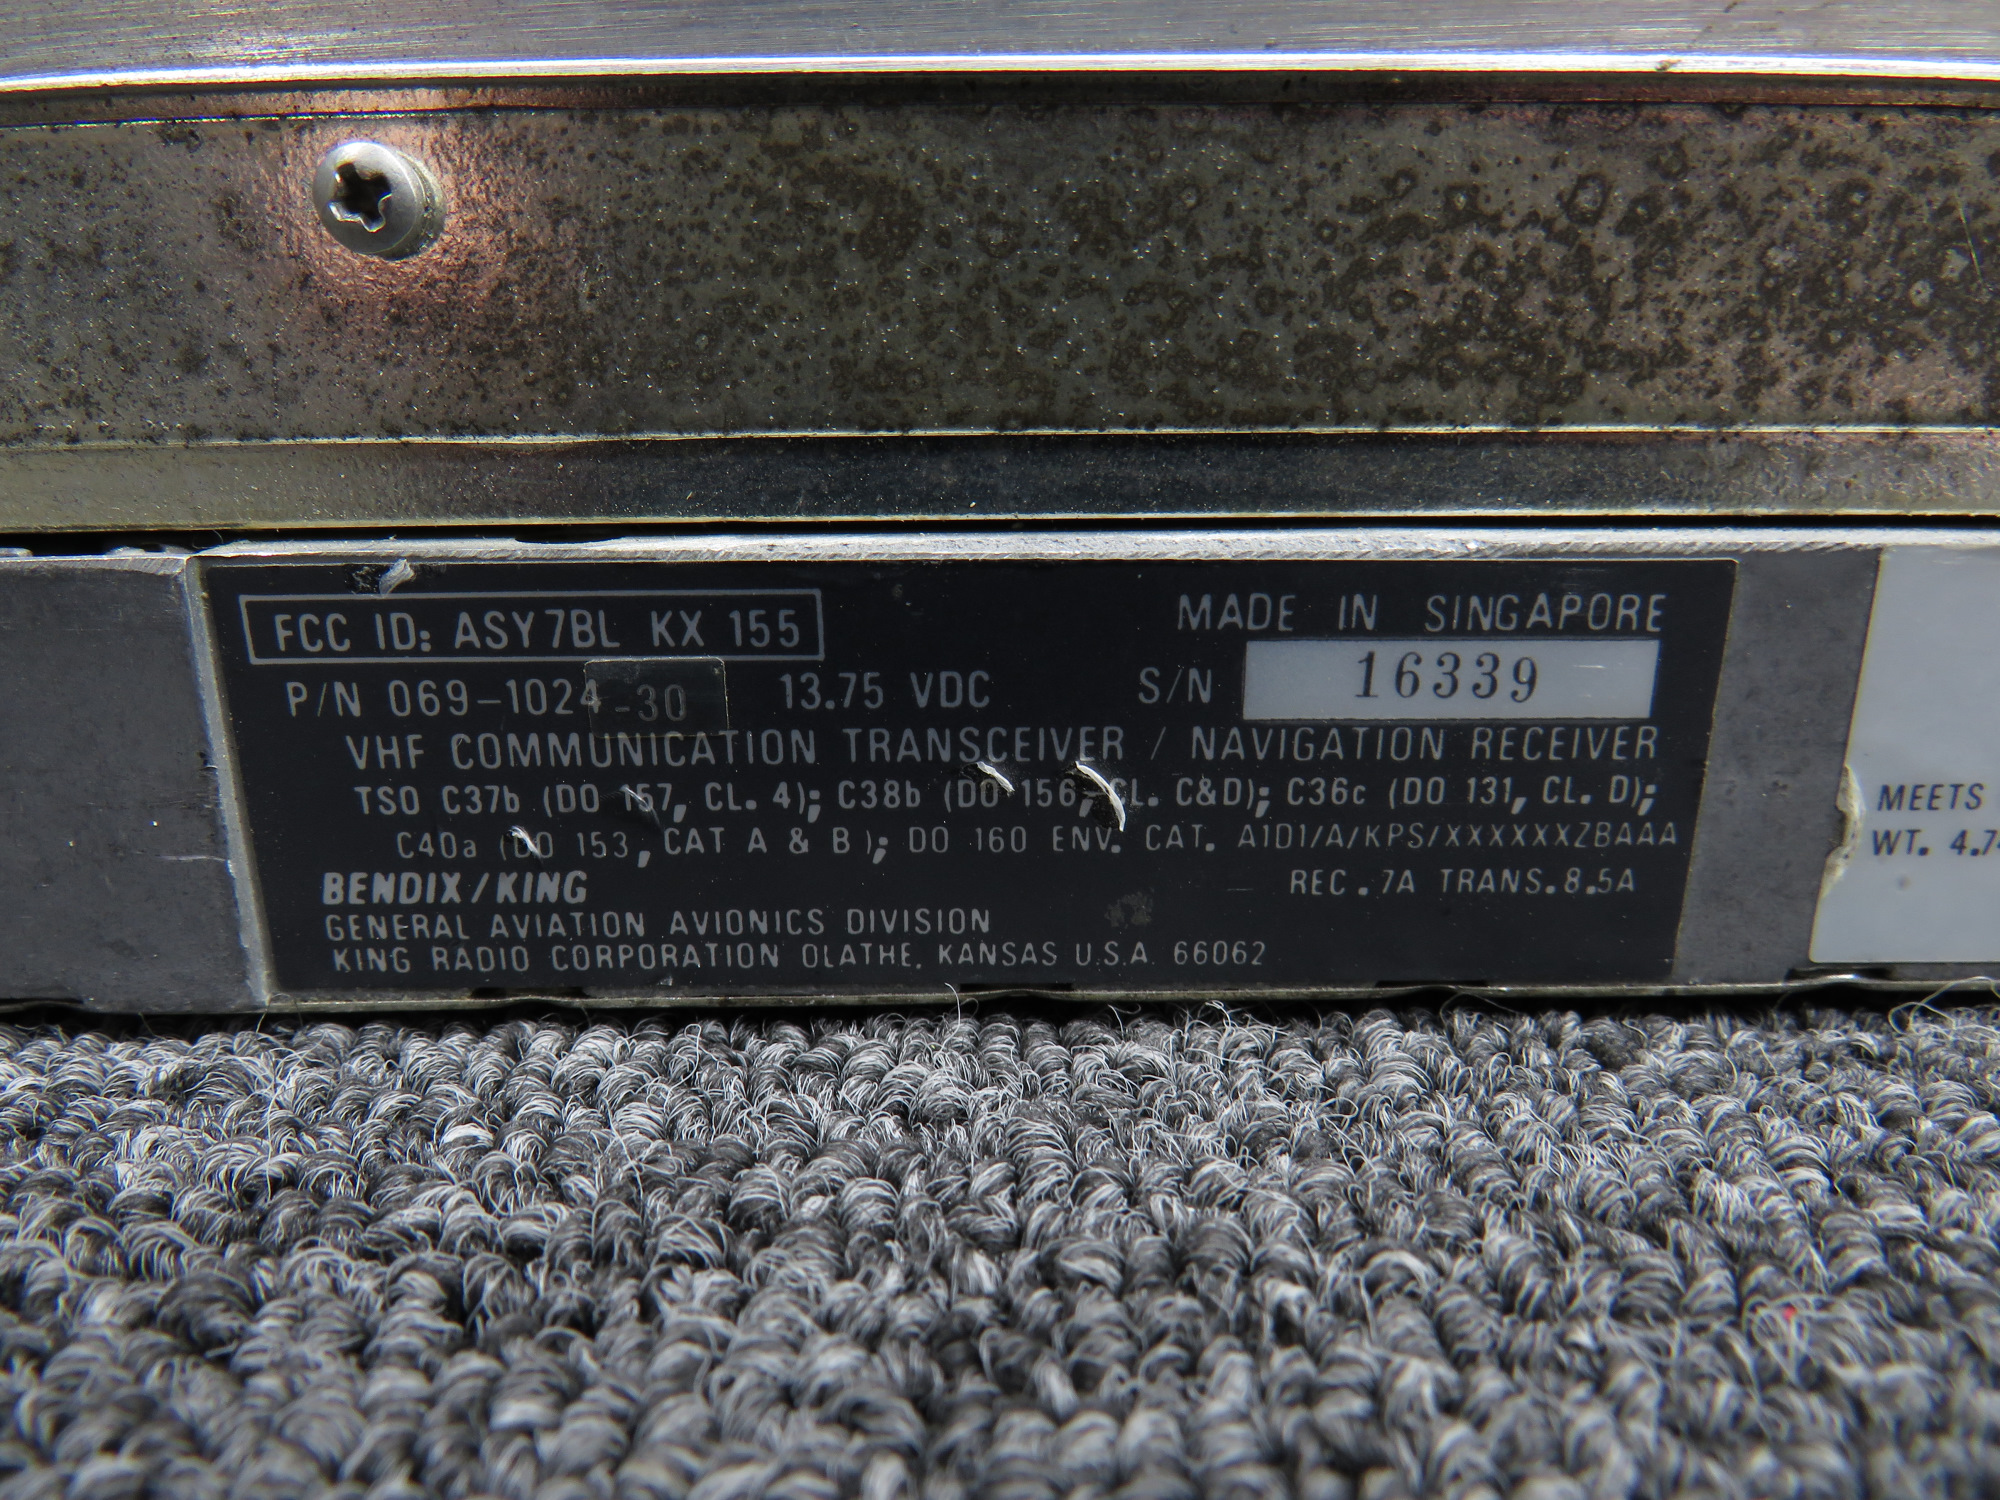 FCC ID: ASY7BL KX 155
MADE IN SINGAPORE
P/N 069-1024-30 13.75 VDC S/N 16339
VHF COMMUNICATION TRANSCEIVER / NAVIGATION RECEIVER
TSO C37b (DO 157, CL. 4); C38b (DO 156, CL. C&D); C36c (DO 131, CL. D);
C40a (DO 153, CAT A & B); DO 160 ENV. CAT. A1D1/A/KPS/XXXXXXZBAAA
BENDIX/KING
REC .7A TRANS. 8.5A
GENERAL AVIATION AVIONICS DIVISION
KING RADIO CORPORATION OLATHE, KANSAS U.S.A. 66062
MEETS
WT. 4.7